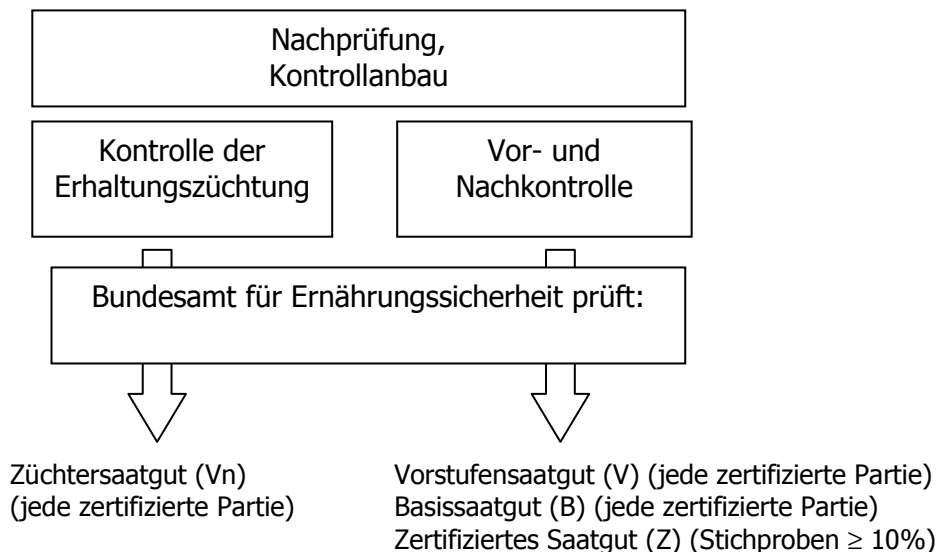 Nachprüfung,
Kontrollanbau
Kontrolle der
Erhaltungszüchtung
Vor- und
Nachkontrolle
Bundesamt für Ernährungssicherheit prüft:
Züchtersaatgut (Vn)
(jede zertifizierte Partie)
Vorstufensaatgut (V) (jede zertifizierte Partie)
Basissaatgut (B) (jede zertifizierte Partie)
Zertifiziertes Saatgut (Z) (Stichproben ≥ 10%)